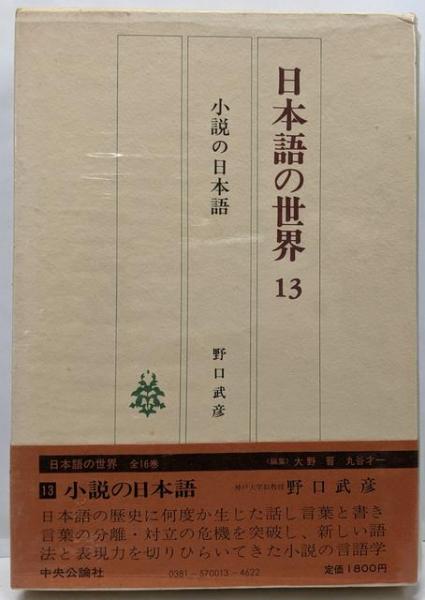 日本語の世界 13
小説の日本語
野口武彦
日本語の世界 全16巻
〈編集〉大野 晋 丸谷才一
13 小説の日本語
神戸大学助教授 野口武彦
日本語の歴史に何度か生じた話し言葉と書き
言葉の分離・対立の危機を突破し、新しい語
法と表現力を切りひらいてきた小説の言語学
中央公論社
0381-570013-4622
定価1800円